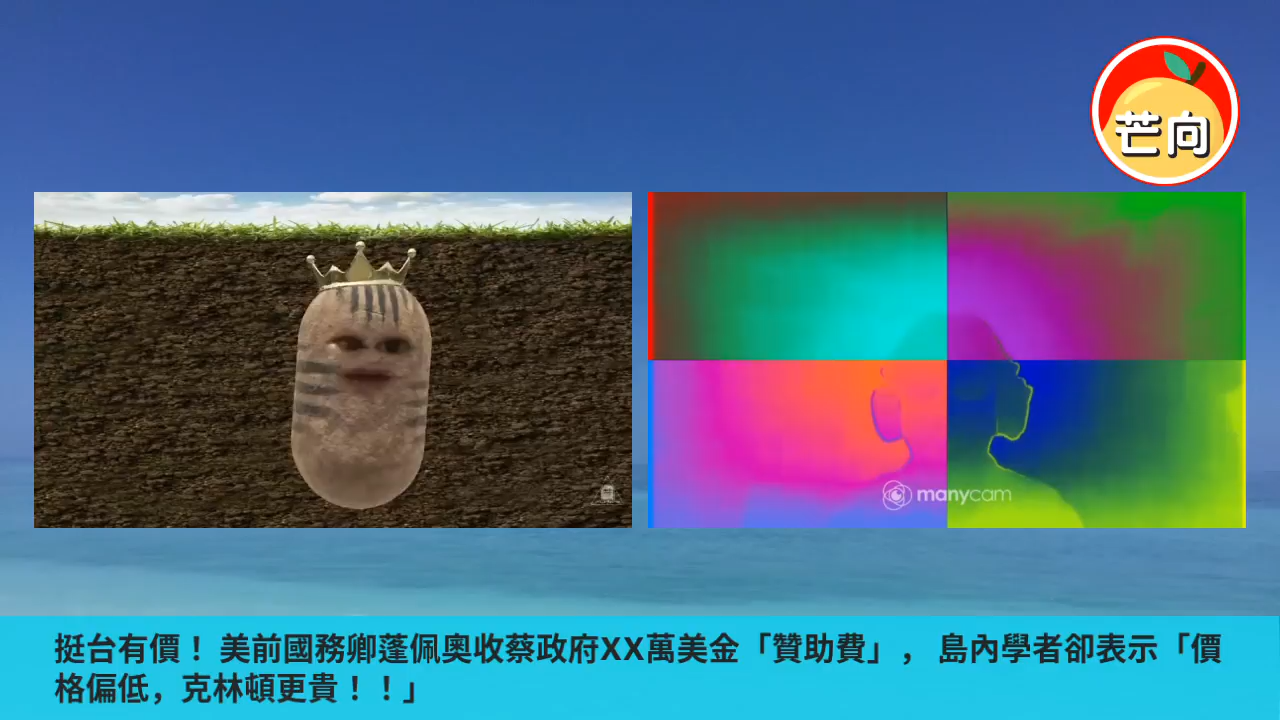 芒向
manycam
挺台有價！ 美前國務卿蓬佩奧收蔡政府XX萬美金「贊助費」， 島內學者卻表示「價
格偏低，克林頓更貴！！」